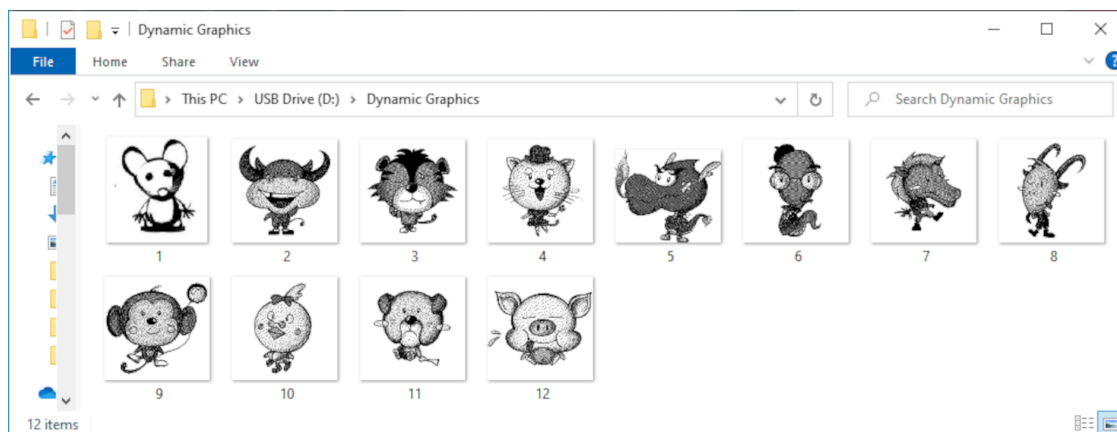 Dynamic Graphics
File Home Share View
This PC > USB Drive (D:) > Dynamic Graphics
Search Dynamic Graphics
1 2 3 4 5 6 7 8
9 10 11 12
12 items